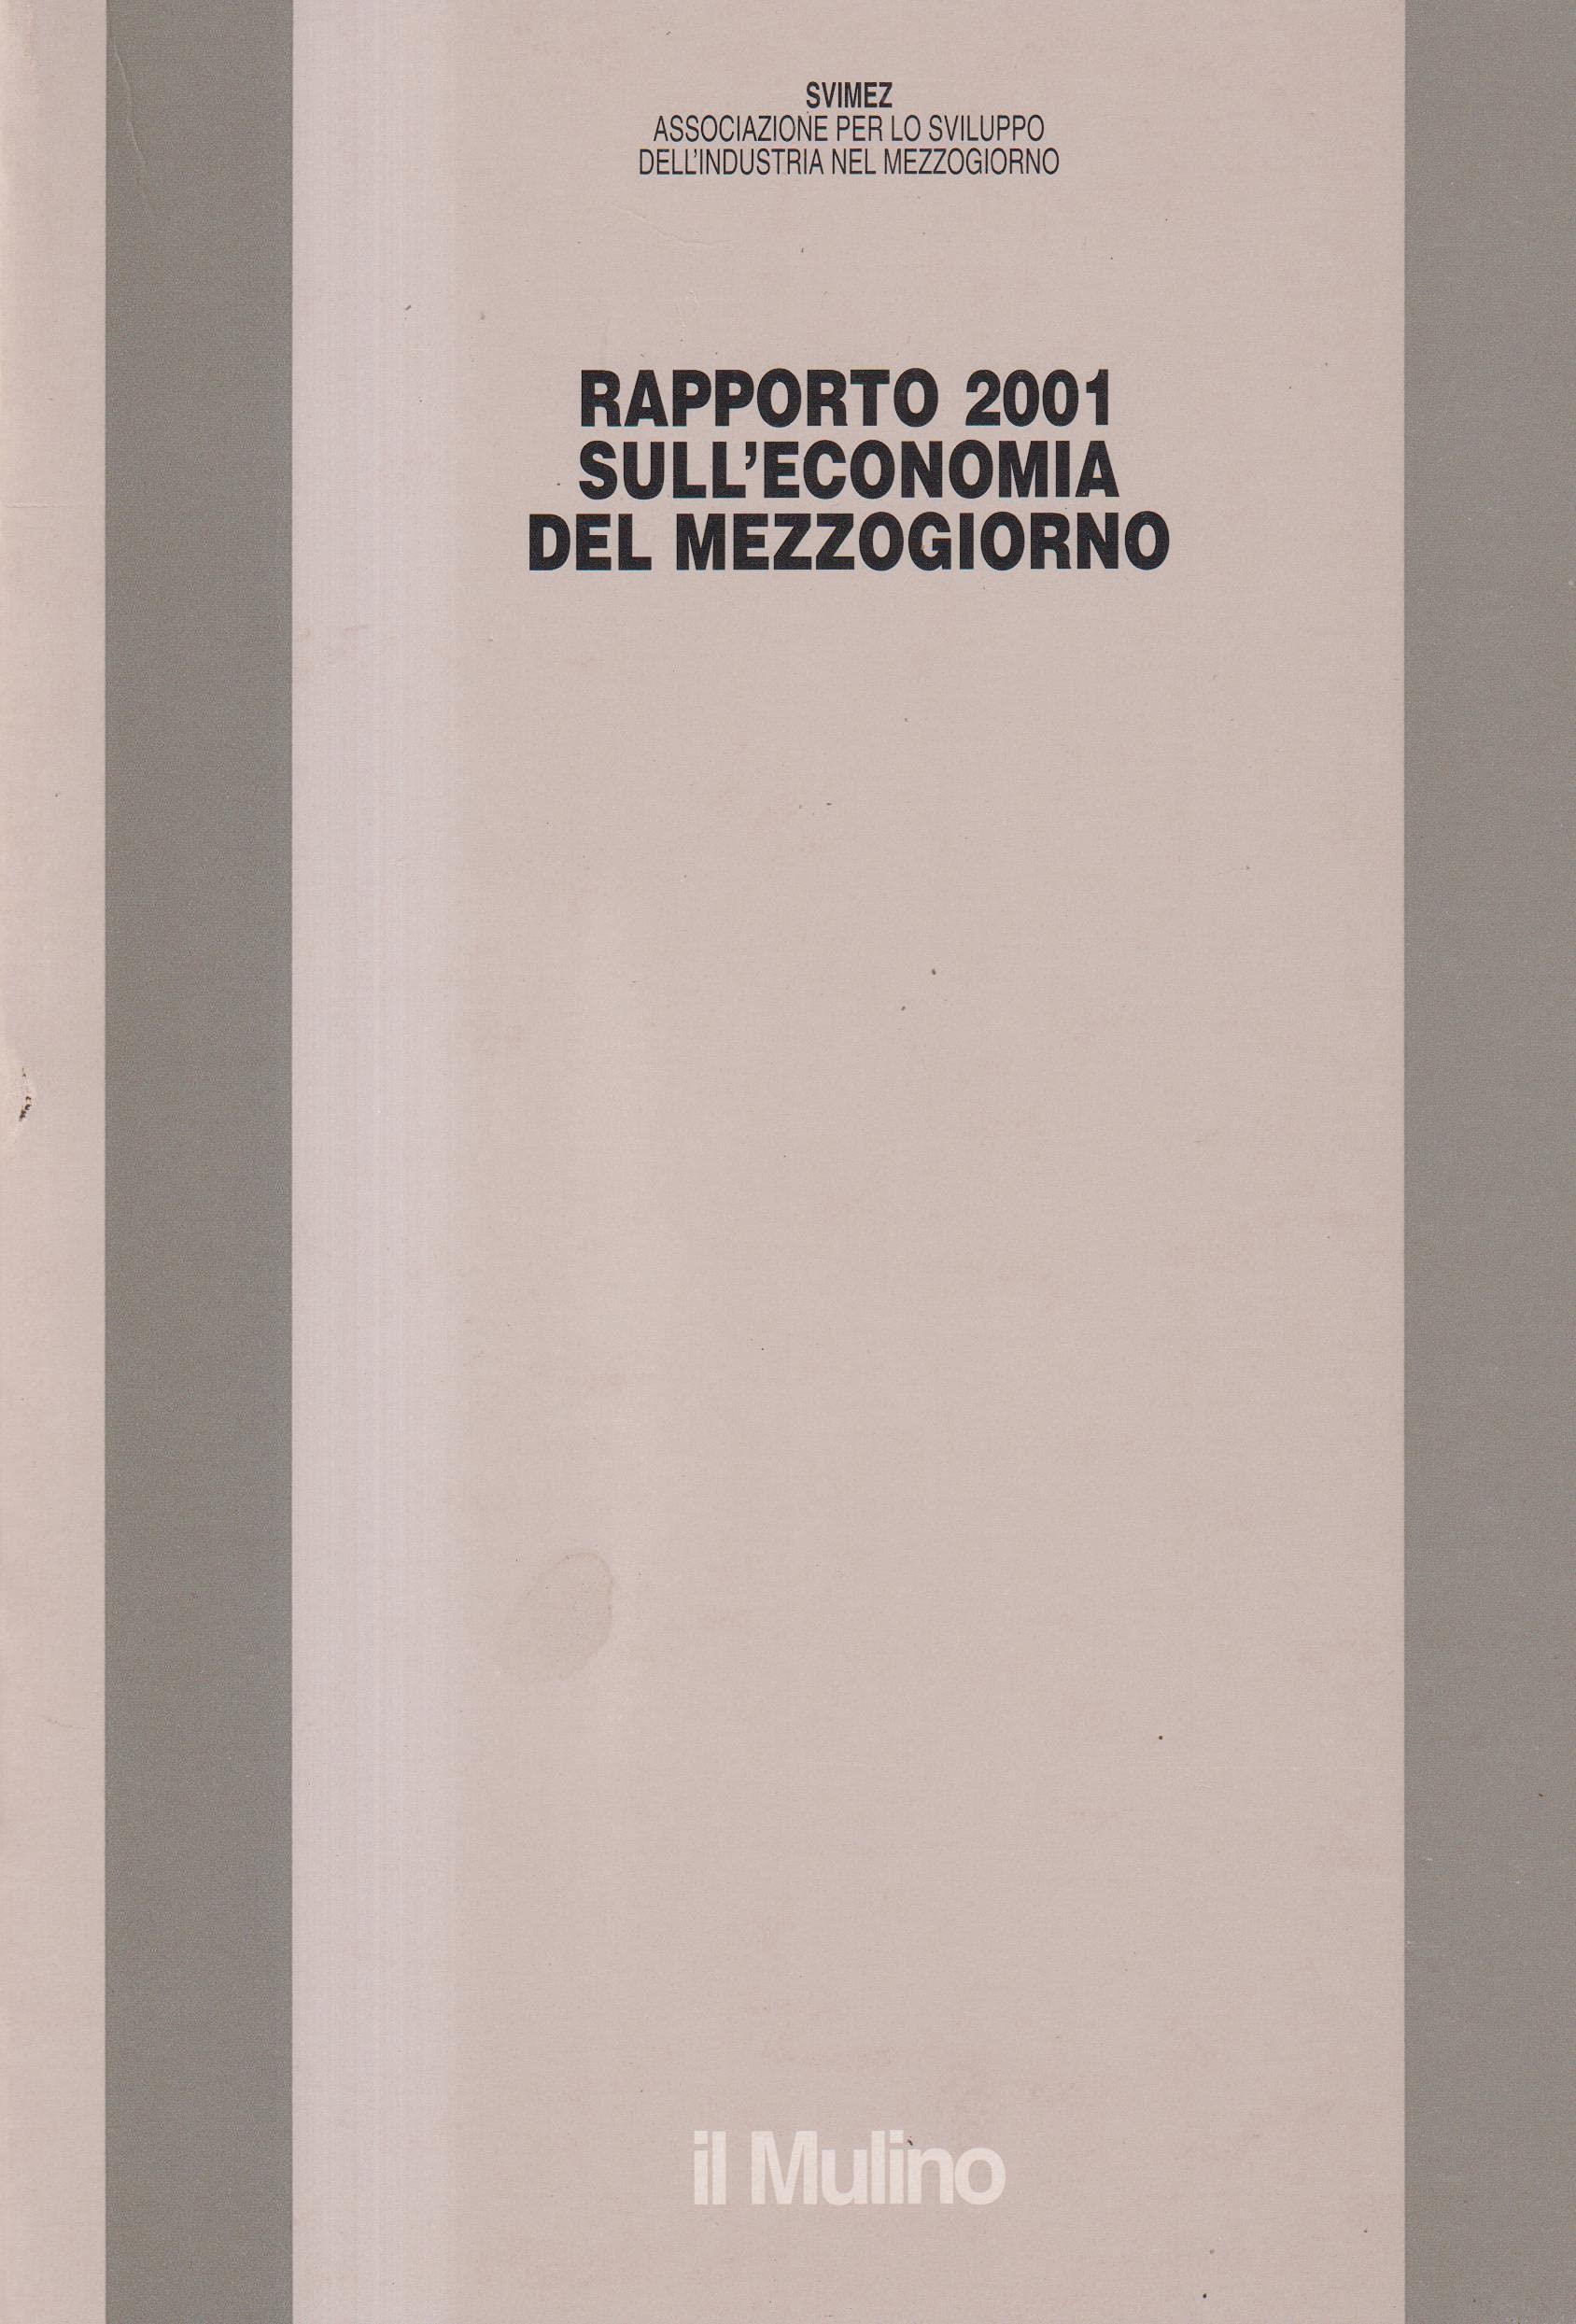 SVIMEZ
ASSOCIAZIONE PER LO SVILUPPO
DELL'INDUSTRIA NEL MEZZOGIORNO
RAPPORTO 2001
SULL'ECONOMIA
DEL MEZZOGIORNO
il Mulino